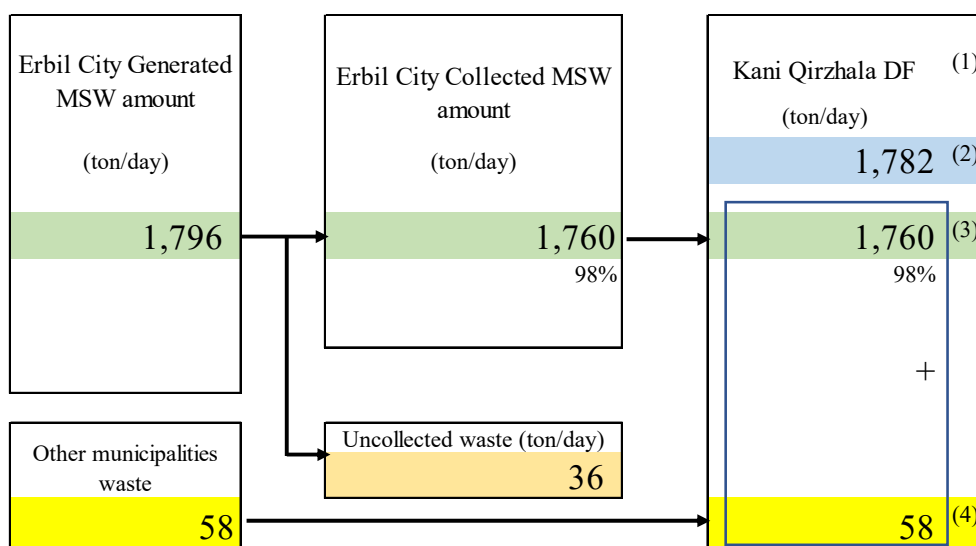 Erbil City Generated
MSW amount
(ton/day)
1,796
Erbil City Collected MSW
amount
(ton/day)
1,760
98%
Kani Qirzhala DF (1)
(ton/day)
1,782 (2)
1,760 (3)
98%
+
Other municipalities
waste
58
Uncollected waste (ton/day)
36
58 (4)